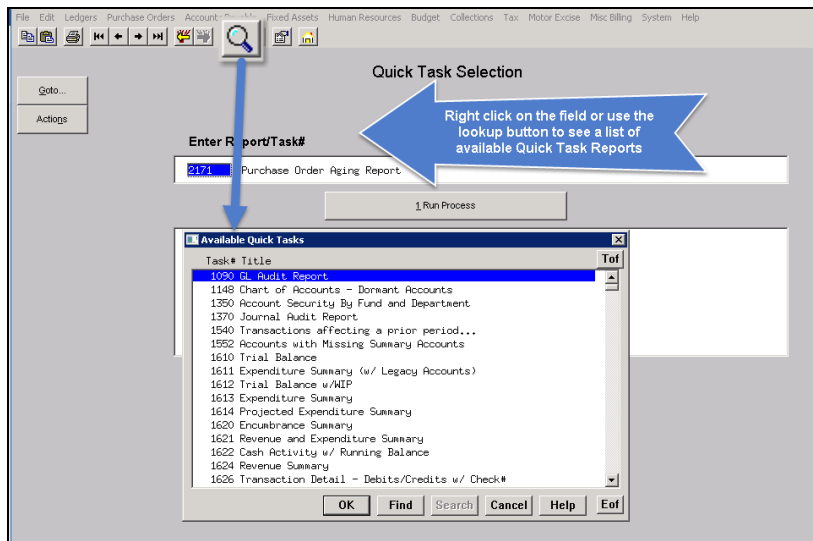 File Edit Ledgers Purchase Orders Account Payable Fixed Assets Human Resources Budget Collections Tax Motor Excise Misc Billing System Help
Quick Task Selection
Goto...
Actions
Right click on the field or use the
lookup button to see a list of
available Quick Task Reports
Enter Report/Task#
2171 Purchase Order Aging Report
1 Run Process
Available Quick Tasks
Task# Title
Tof
1090 GL Audit Report
1148 Chart of Accounts - Dormant Accounts
1350 Account Security By Fund and Department
1370 Journal Audit Report
1540 Transactions affecting a prior period...
1552 Accounts with Missing Summary Accounts
1610 Trial Balance
1611 Expenditure Summary (w/ Legacy Accounts)
1612 Trial Balance w/WIP
1613 Expenditure Summary
1614 Projected Expenditure Summary
1620 Encumbrance Summary
1621 Revenue and Expenditure Summary
1622 Cash Activity w/ Running Balance
1624 Revenue Summary
1626 Transaction Detail - Debits/Credits w/ Check#
OK Find Search Cancel Help Eof